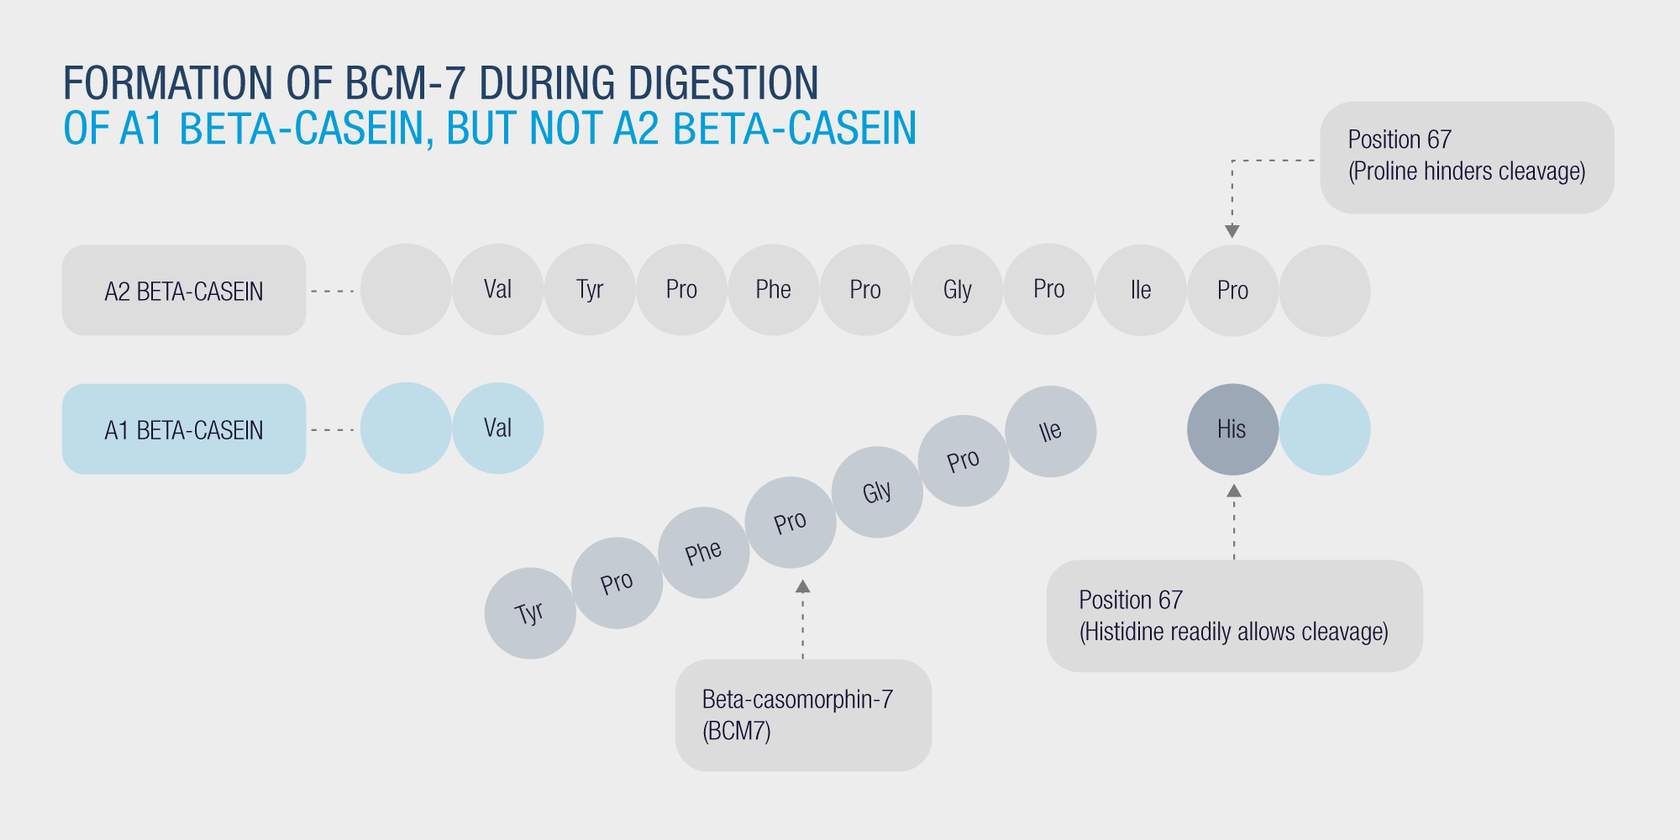 FORMATION OF BCM-7 DURING DIGESTION
OF A1 BETA-CASEIN, BUT NOT A2 BETA-CASEIN
Position 67
(Proline hinders cleavage)
A2 BETA-CASEIN
Val
Tyr
Pro
Phe
Pro
Gly
Pro
Ile
Pro
A1 BETA-CASEIN
Val
Tyr
Pro
Phe
Pro
Gly
Pro
Ile
His
Position 67
(Histidine readily allows cleavage)
Beta-casomorphin-7
(BCM7)